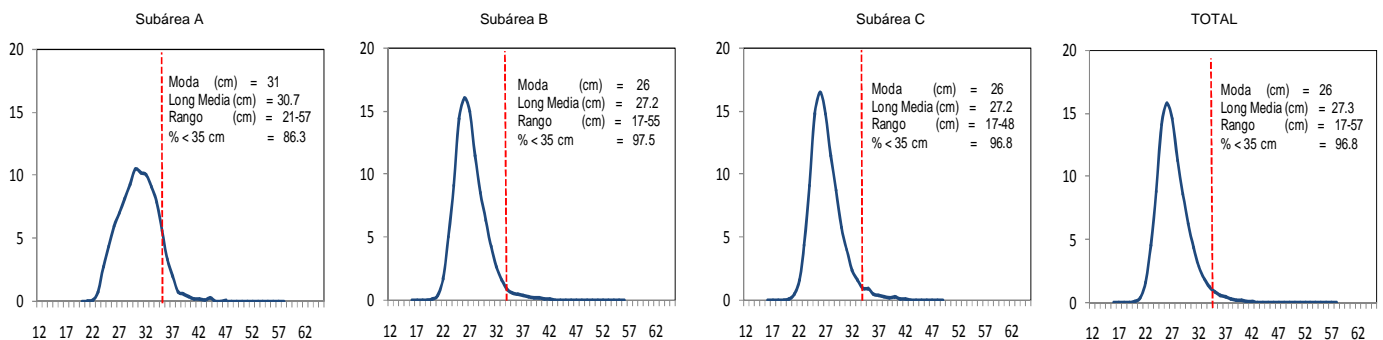 Subárea A
20
15
10
5
0
Moda (cm) = 31
Long Media (cm) = 30.7
Rango (cm) = 21-57
% < 35 cm = 86.3
12 17 22 27 32 37 42 47 52 57 62
Subárea B
20
15
10
5
0
Moda (cm) = 26
Long Media (cm) = 27.2
Rango (cm) = 17-55
% < 35 cm = 97.5
12 17 22 27 32 37 42 47 52 57 62
Subárea C
20
15
10
5
0
Moda (cm) = 26
Long Media (cm) = 27.2
Rango (cm) = 17-48
% < 35 cm = 96.8
12 17 22 27 32 37 42 47 52 57 62
TOTAL
20
15
10
5
0
Moda (cm) = 26
Long Media (cm) = 27.3
Rango (cm) = 17-57
% < 35 cm = 96.8
12 17 22 27 32 37 42 47 52 57 62